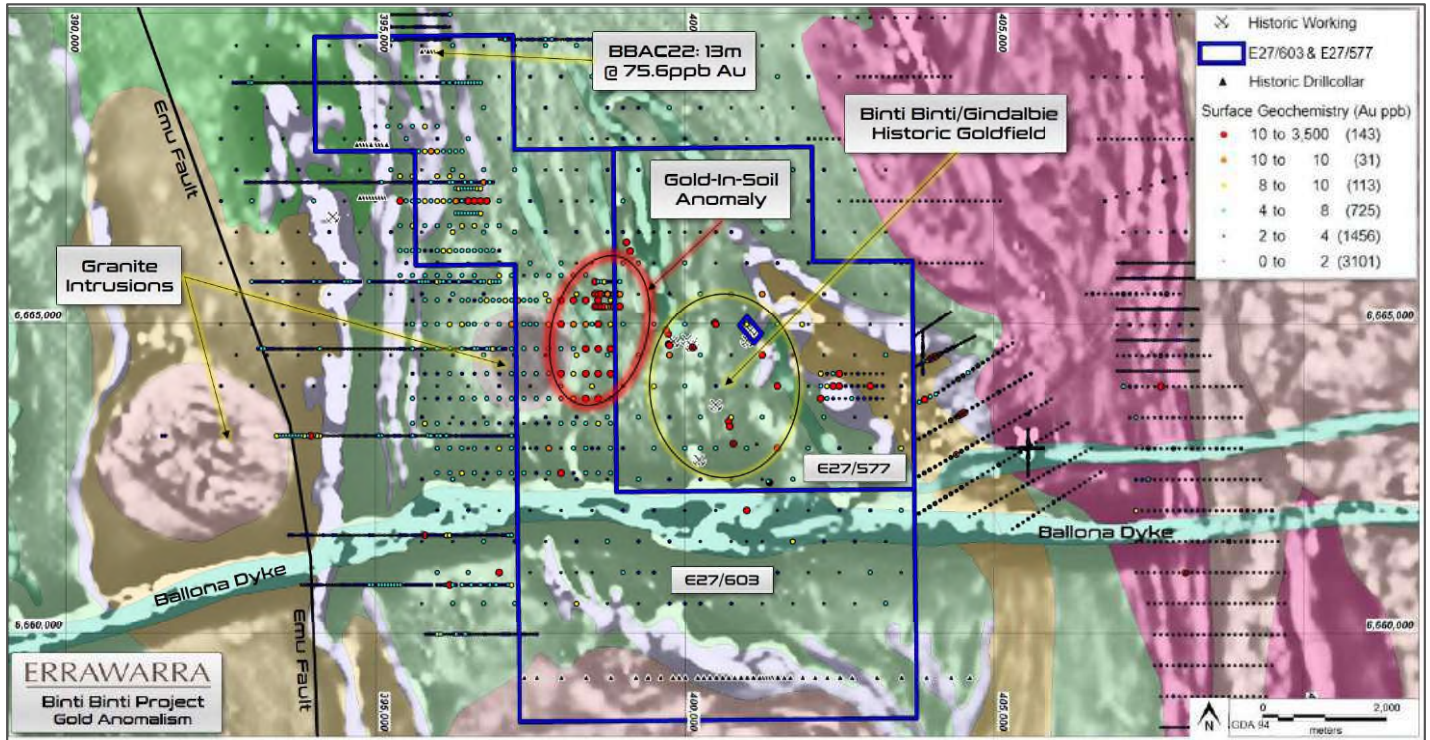 390,000
395,000
400,000
405,000
BBAC22: 13m
@ 75.6ppb Au
Binti Binti/Gindalbie
Historic Goldfield
Gold-In-Soil
Anomaly
Granite
Intrusions
Emu Fault
6,665,000
6,665,000
E27/577
Ballona Dyke
Ballona Dyke
E27/603
Emu Fault
6,660,000
6,660,000
395,000
400,000
405,000
ERRAWARRA
Binti Binti Project
Gold Anomalism
Historic Working
E27/603 & E27/577
Historic Drillcollar
Surface Geochemistry (Au ppb)
10 to 3,500 (143)
10 to 10 (31)
8 to 10 (113)
4 to 8 (725)
2 to 4 (1456)
0 to 2 (3101)
N
GDA 94
0 2,000
meters